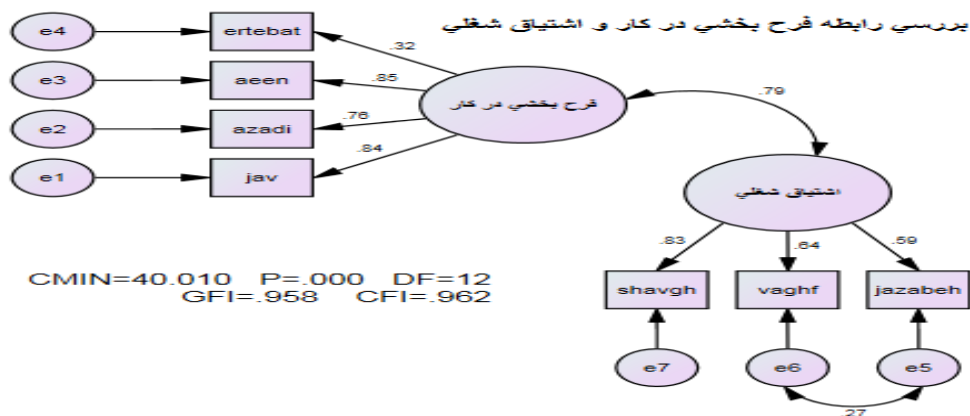 بررسي رابطه فرح بخشي در كار و اشتياق شغلي
e4
ertebat
.32
e3
aeen
.85
فرح بخشي در كار
.79
e2
azadi
.76
e1
jav
.84
اشتياق شغلي
.83
.64
.59
CMIN=40.010 P=.000 DF=12
GFI=.958 CFI=.962
shavgh
vaghf
jazabeh
e7
e6
e5
.27